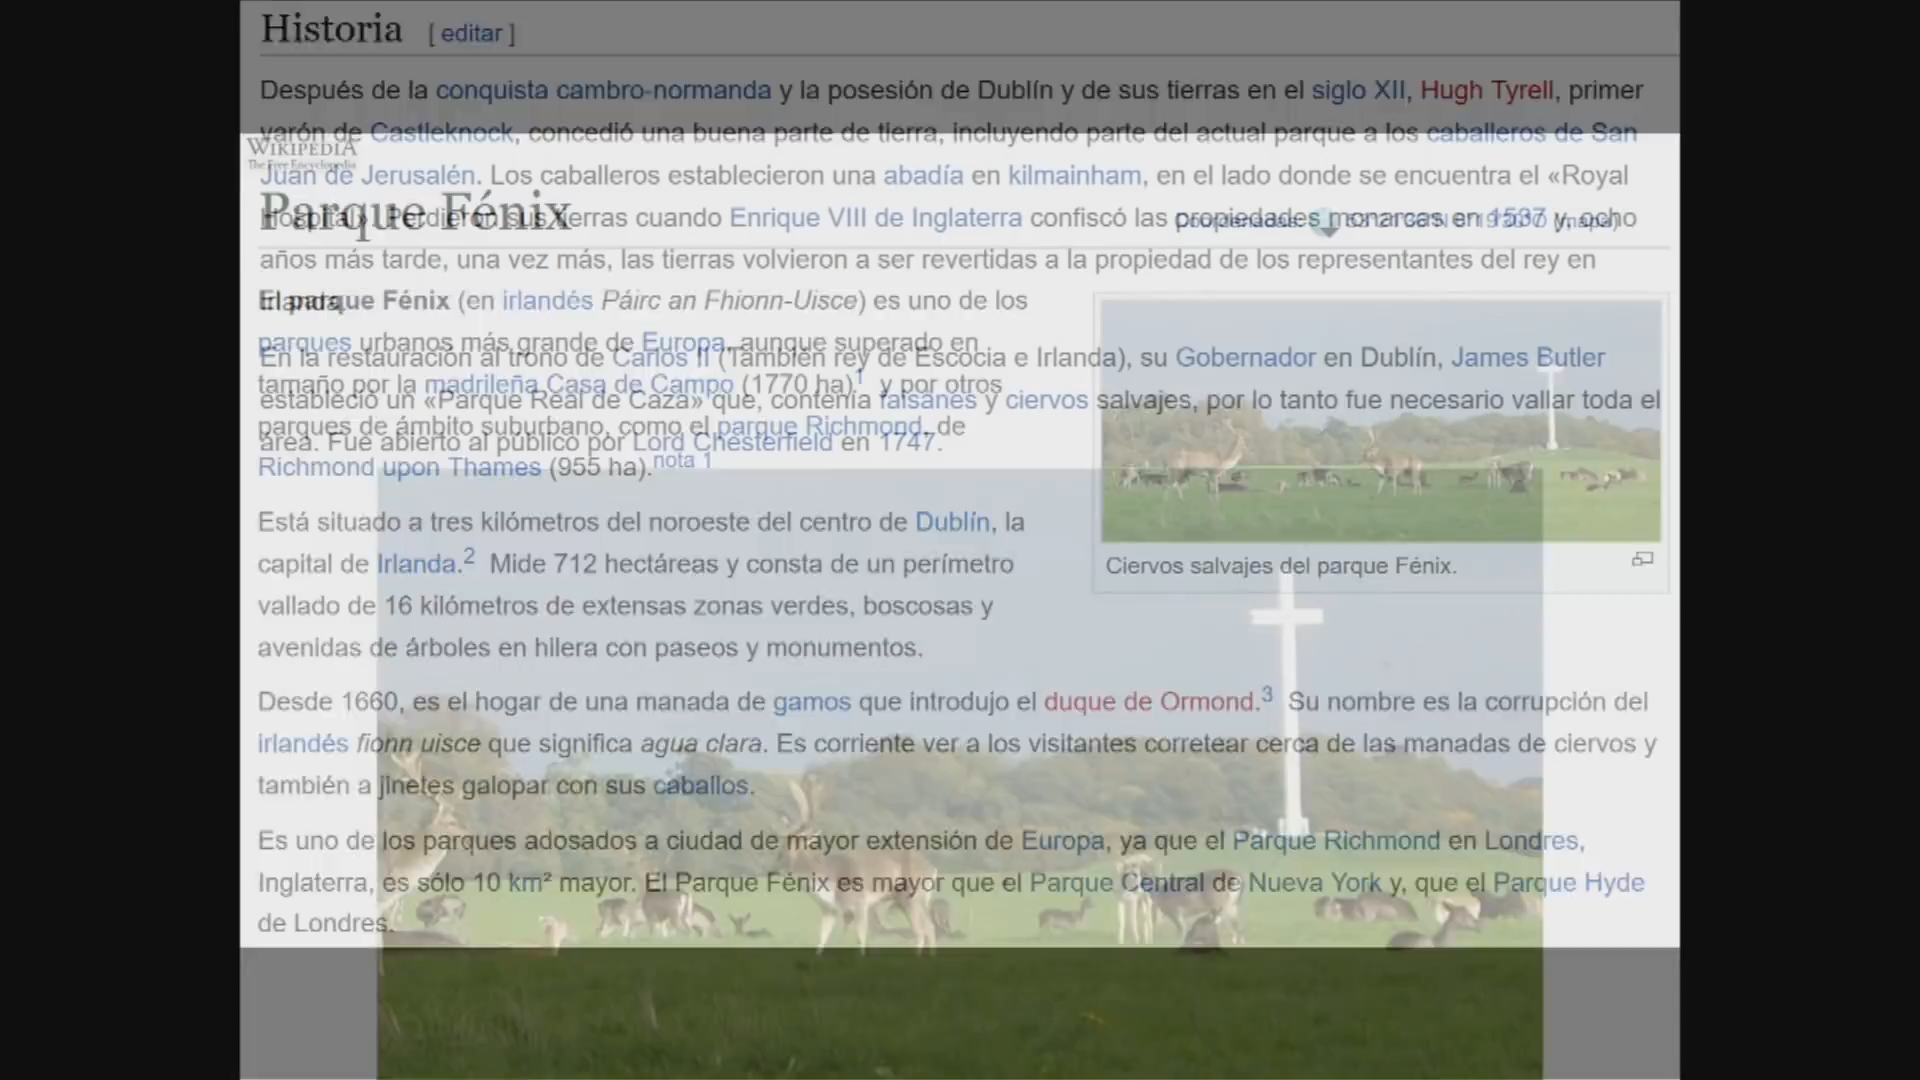 Historia [ editar ]
Después de la conquista cambro-normanda y la posesión de Dublín y de sus tierras en el siglo XII, Hugh Tyrell, primer
varón de Castleknock, concedió una buena parte de tierra, incluyendo parte del actual parque a los caballeros de San
Juan de Jerusalén. Los caballeros establecieron una abadía en kilmainham, en el lado donde se encuentra el «Royal
Hospital». Perdieron sus tierras cuando Enrique VIII de Inglaterra confiscó las propiedades monarcas en 1537 y, ocho
años más tarde, una vez más, las tierras volvieron a ser revertidas a la propiedad de los representantes del rey en
Irlanda.
En la restauración al trono de Carlos II (También rey de Escocia e Irlanda), su Gobernador en Dublín, James Butler
estableció un «Parque Real de Caza» que, contenía faisanes y ciervos salvajes, por lo tanto fue necesario vallar toda el
área. Fue abierto al público por Lord Chesterfield en 1747.
WIKIPEDIA
The Free Encyclopedia
Parque Fénix
Coordenadas: (mapa)
El parque Fénix (en irlandés Páirc an Fhionn-Uisce) es uno de los
parques urbanos más grande de Europa, aunque superado en
tamaño por la madrileña Casa de Campo (1770 ha),1 y por otros
parques de ámbito suburbano, como el parque Richmond, de
Richmond upon Thames (955 ha).nota 1
Está situado a tres kilómetros del noroeste del centro de Dublín, la
capital de Irlanda.2 Mide 712 hectáreas y consta de un perímetro
vallado de 16 kilómetros de extensas zonas verdes, boscosas y
avenidas de árboles en hilera con paseos y monumentos.
Ciervos salvajes del parque Fénix.
Desde 1660, es el hogar de una manada de gamos que introdujo el duque de Ormond.3 Su nombre es la corrupción del
irlandés fionn uisce que significa agua clara. Es corriente ver a los visitantes corretear cerca de las manadas de ciervos y
también a jinetes galopar con sus caballos.
Es uno de los parques adosados a ciudad de mayor extensión de Europa, ya que el Parque Richmond en Londres,
Inglaterra, es sólo 10 km² mayor. El Parque Fénix es mayor que el Parque Central de Nueva York y, que el Parque Hyde
de Londres.